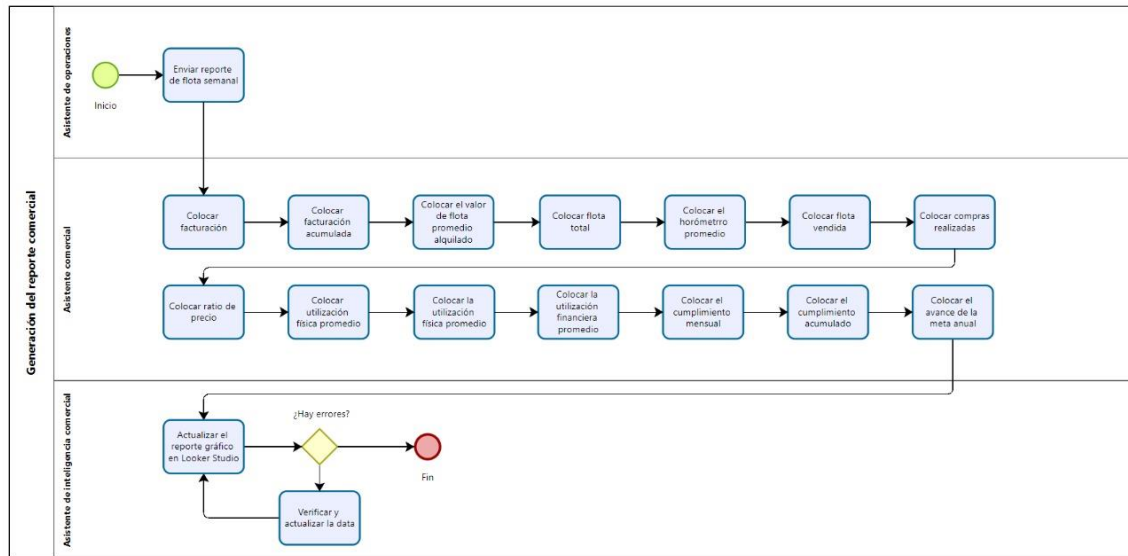 Generación del reporte comercial
Asistente de operaciones
Inicio
Enviar reporte
de flota semanal
Asistente comercial
Colocar
facturación
Colocar
facturación
acumulada
Colocar el valor
de flota
promedio
alquilado
Colocar flota
total
Colocar el
horómetrro
promedio
Colocar flota
vendida
Colocar compras
realizadas
Colocar ratio de
precio
Colocar
utilización
física promedio
Colocar la
utilización
física promedio
Colocar la
utilización
financiera
promedio
Colocar el
cumplimiento
mensual
Colocar el
cumplimiento
acumulado
Colocar el
avance de la
meta anual
Asistente de inteligencia comercial
Actualizar el
reporte gráfico
en Looker Studio
¿Hay errores?
Fin
Verificar y
actualizar la data